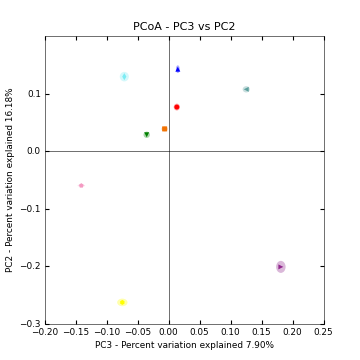 PCoA - PC3 vs PC2
PC2 - Percent variation explained 16.18%
0.1
0.0
−0.1
−0.2
−0.3
−0.20 −0.15 −0.10 −0.05 0.00 0.05 0.10 0.15 0.20 0.25
PC3 - Percent variation explained 7.90%